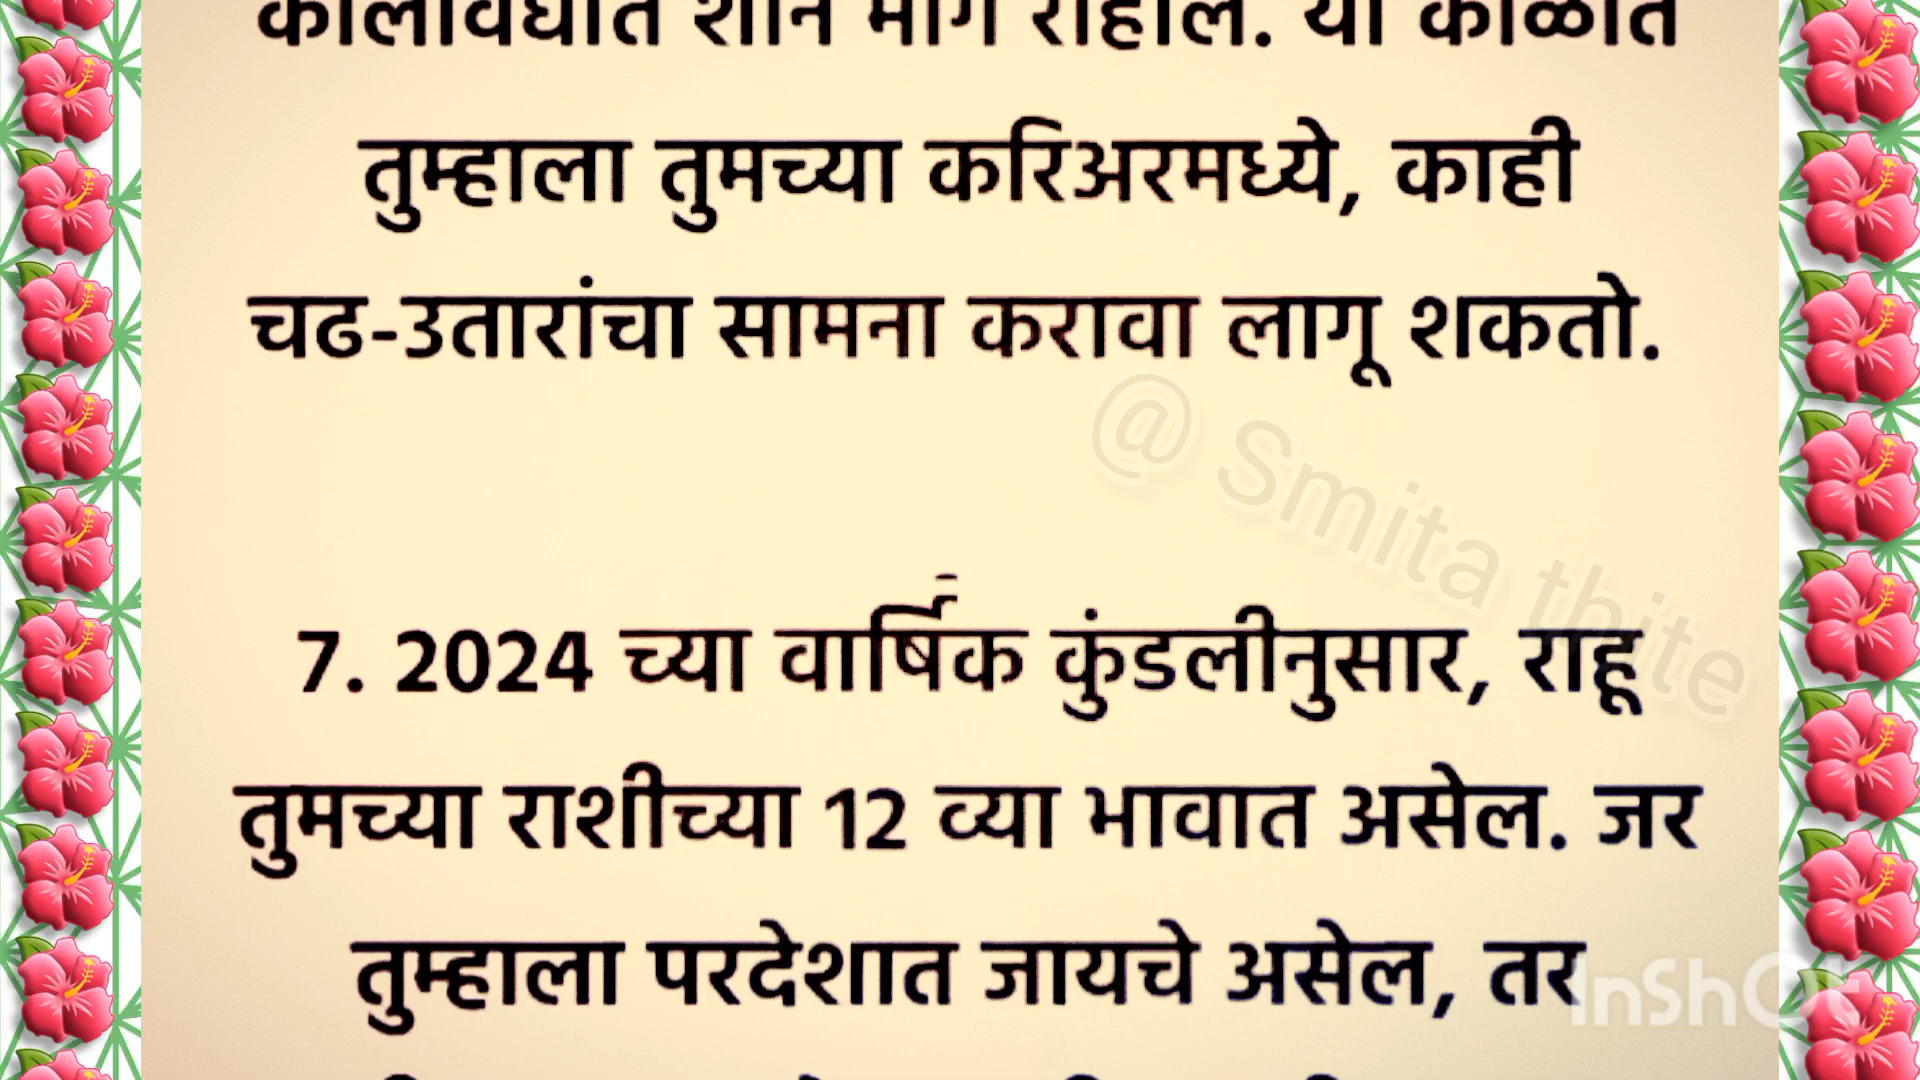 तुम्हाला तुमच्या करिअरमध्ये, काही
चढ-उतारांचा सामना करावा लागू शकतो.
@ Smita thite
7. 2024 च्या वार्षिक कुंडलीनुसार, राहू
तुमच्या राशीच्या 12 व्या भावात असेल. जर
तुम्हाला परदेशात जायचे असेल, तर
InShOt